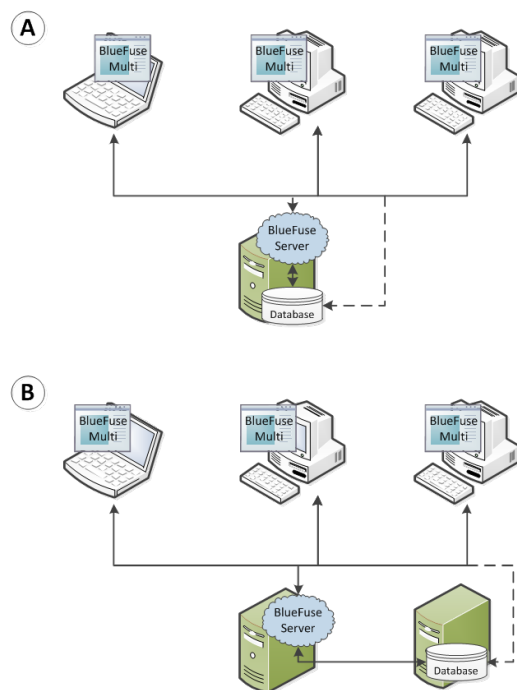 A
BlueFuse
Multi
BlueFuse
Multi
BlueFuse
Multi
BlueFuse
Server
Database
B
BlueFuse
Multi
BlueFuse
Multi
BlueFuse
Multi
BlueFuse
Server
Database